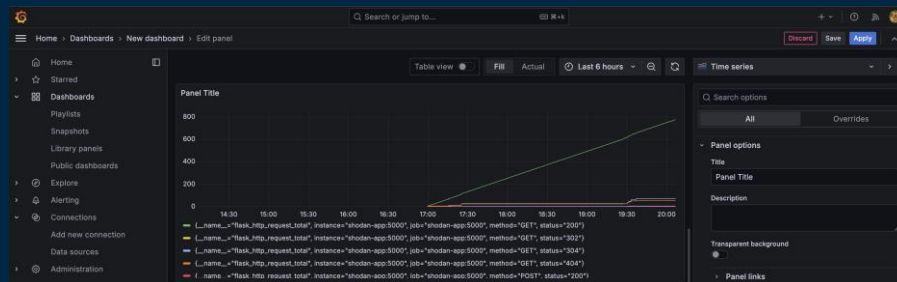 Search or jump to... ⌘+k
Home › Dashboards › New dashboard › Edit panel
Discard Save Apply
Home
Starred
Dashboards
Playlists
Snapshots
Library panels
Public dashboards
Explore
Alerting
Connections
Add new connection
Data sources
Administration
Table view Fill Actual Last 6 hours
Panel Title
800
600
400
200
0
14:30 15:00 15:30 16:00 16:30 17:00 17:30 18:00 18:30 19:00 19:30 20:00
{__name__="flask_http_request_total", instance="shodan-app:5000", job="shodan-app:5000", method="GET", status="200"}
{__name__="flask_http_request_total", instance="shodan-app:5000", job="shodan-app:5000", method="GET", status="302"}
{__name__="flask_http_request_total", instance="shodan-app:5000", job="shodan-app:5000", method="GET", status="304"}
{__name__="flask_http_request_total", instance="shodan-app:5000", job="shodan-app:5000", method="GET", status="404"}
{__name__="flask_http_request_total", instance="shodan-app:5000", job="shodan-app:5000", method="POST", status="200"}
Time series
Search options
All Overrides
Panel options
Title
Panel Title
Description
Transparent background
Panel links